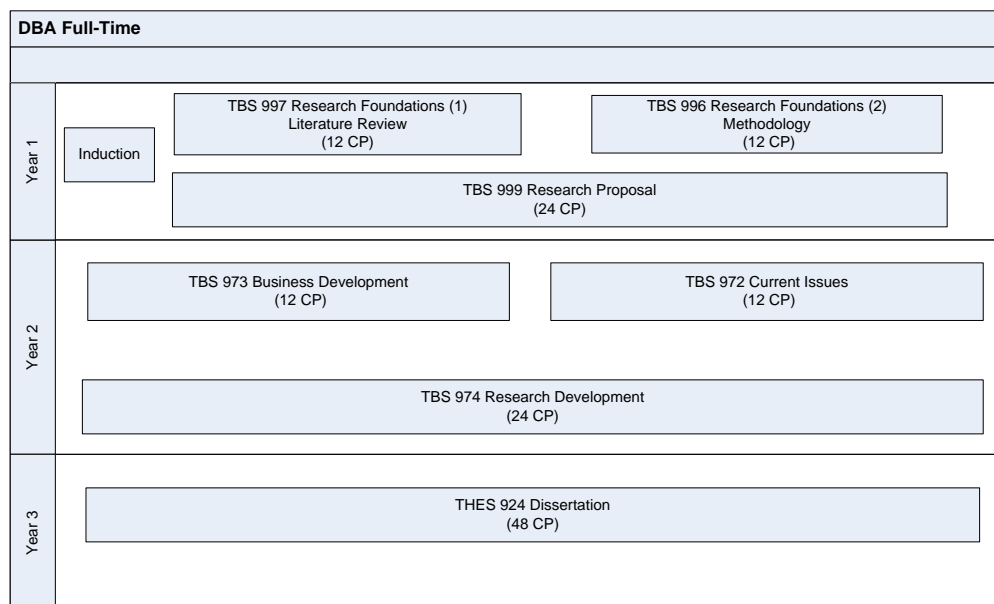 DBA Full-Time
Year 1
Induction
TBS 997 Research Foundations (1)
Literature Review
(12 CP)
TBS 996 Research Foundations (2)
Methodology
(12 CP)
TBS 999 Research Proposal
(24 CP)
Year 2
TBS 973 Business Development
(12 CP)
TBS 972 Current Issues
(12 CP)
TBS 974 Research Development
(24 CP)
Year 3
THES 924 Dissertation
(48 CP)